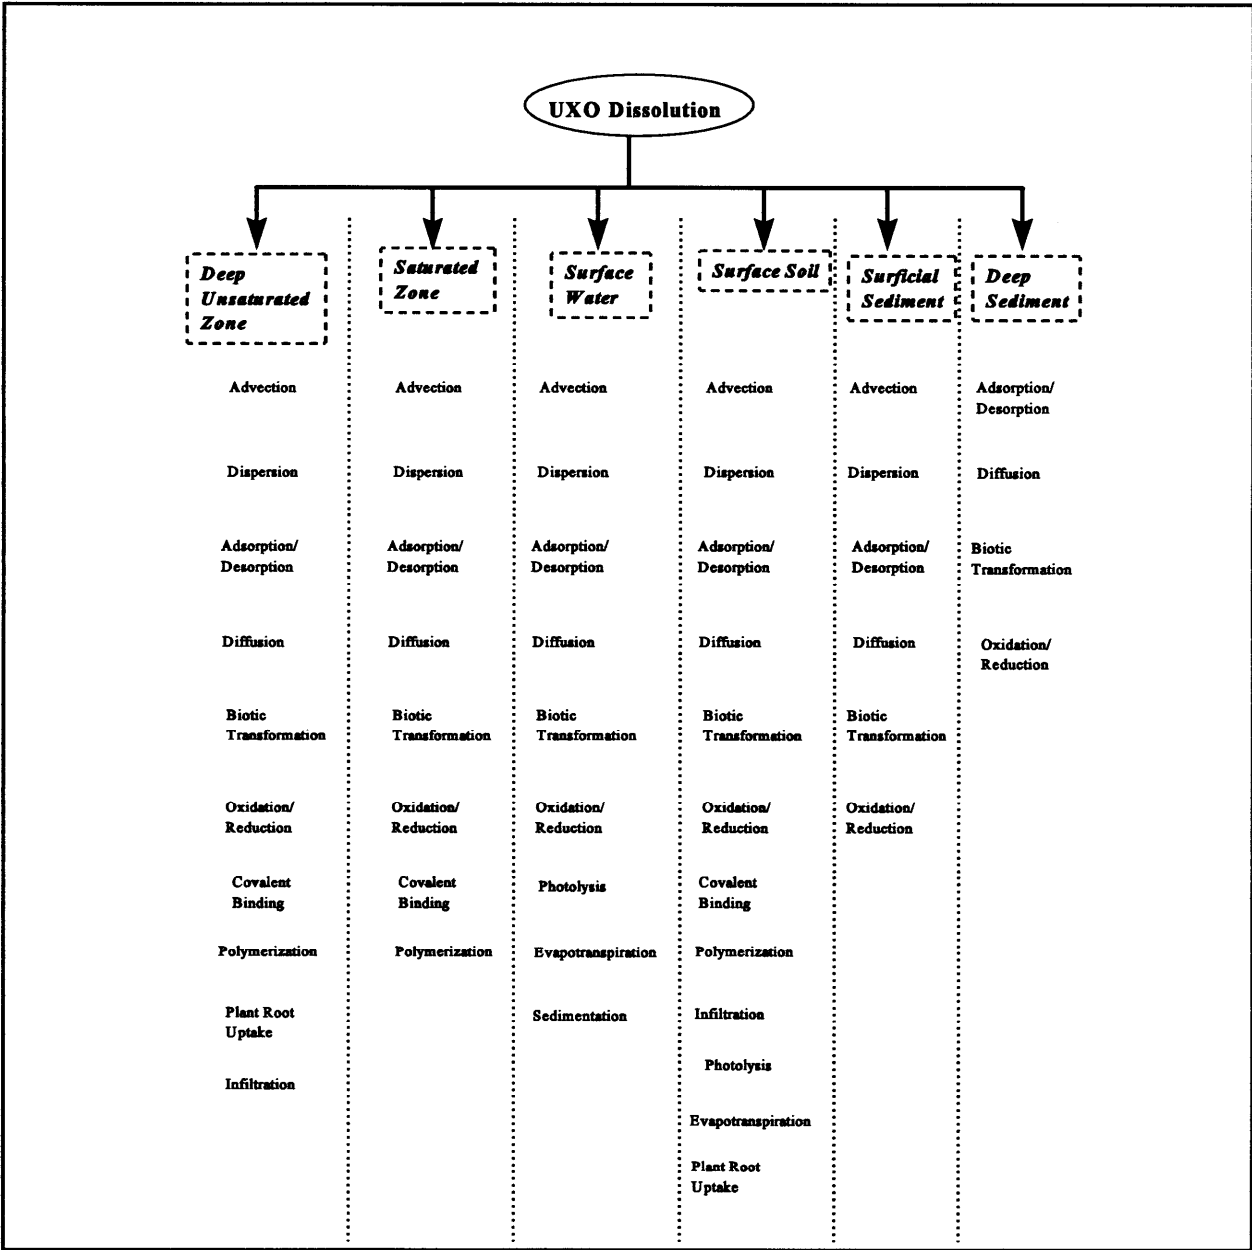 UXO Dissolution
Deep
Unsaturated
Zone
Advection
Dispersion
Adsorption/
Desorption
Diffusion
Biotic
Transformation
Oxidation/
Reduction
Covalent
Binding
Polymerization
Plant Root
Uptake
Infiltration
Saturated
Zone
Advection
Dispersion
Adsorption/
Desorption
Diffusion
Biotic
Transformation
Oxidation/
Reduction
Covalent
Binding
Polymerization
Surface
Water
Advection
Dispersion
Adsorption/
Desorption
Diffusion
Biotic
Transformation
Oxidation/
Reduction
Photolysis
Evapotranspiration
Sedimentation
Surface Soil
Advection
Dispersion
Adsorption/
Desorption
Diffusion
Biotic
Transformation
Oxidation/
Reduction
Covalent
Binding
Polymerization
Infiltration
Photolysis
Evapotranspiration
Plant Root
Uptake
Surficial
Sediment
Advection
Dispersion
Adsorption/
Desorption
Diffusion
Biotic
Transformation
Oxidation/
Reduction
Deep
Sediment
Adsorption/
Desorption
Diffusion
Biotic
Transformation
Oxidation/
Reduction